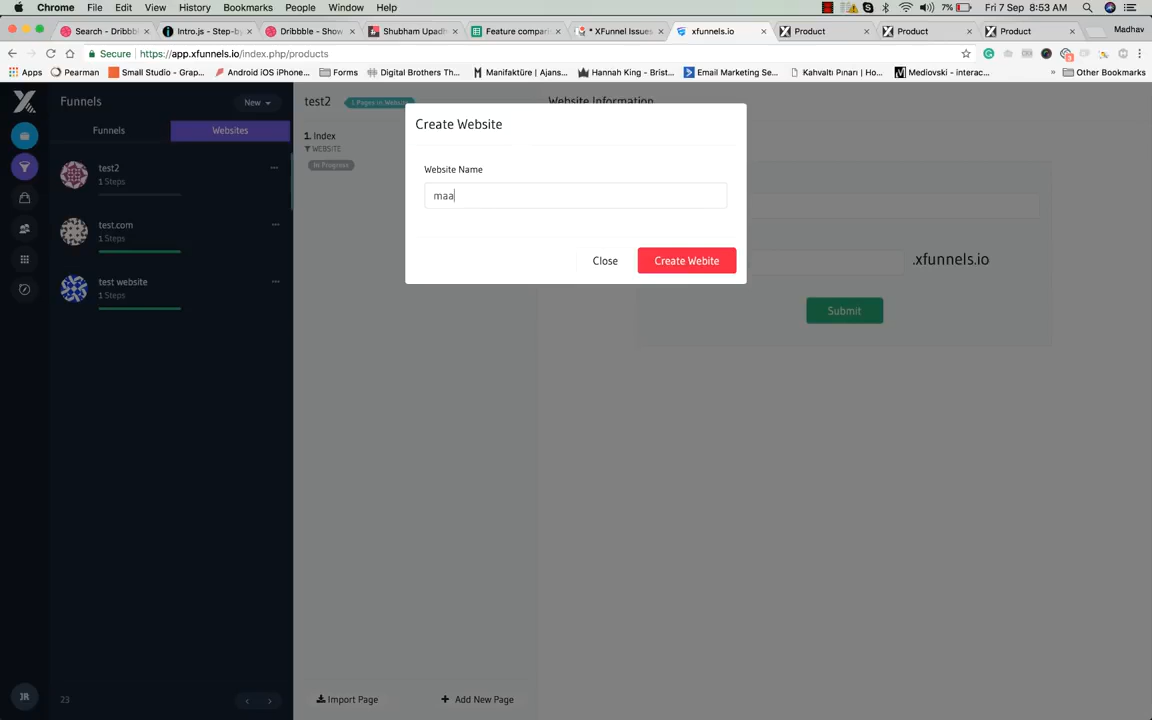 Chrome File Edit View History Bookmarks People Window Help 7% Fri 7 Sep 8:53 AM
Search - Dribbb Intro.js - Step-by Dribbble - Show Shubham Upadh Feature compari * XFunnel Issues xfunnels.io Product Product Product Madhav
Secure https://app.xfunnels.io/index.php/products
Apps Pearman Small Studio - Grap... Android iOS iPhone... Forms Digital Brothers Th... Manifaktüre | Ajans... Hannah King - Brist... Email Marketing Se... Kahvaltı Pınarı | Ho... Mediovski - interac... » Other Bookmarks
Funnels New
Funnels Websites
test2
1 Steps
test.com
1 Steps
test website
1 Steps
JR
23
test2 1 Pages in Website
1. Index
WEBSITE
In Progress
Import Page + Add New Page
Website Information
.xfunnels.io
Submit
Create Website
Website Name
maa
Close Create Webite